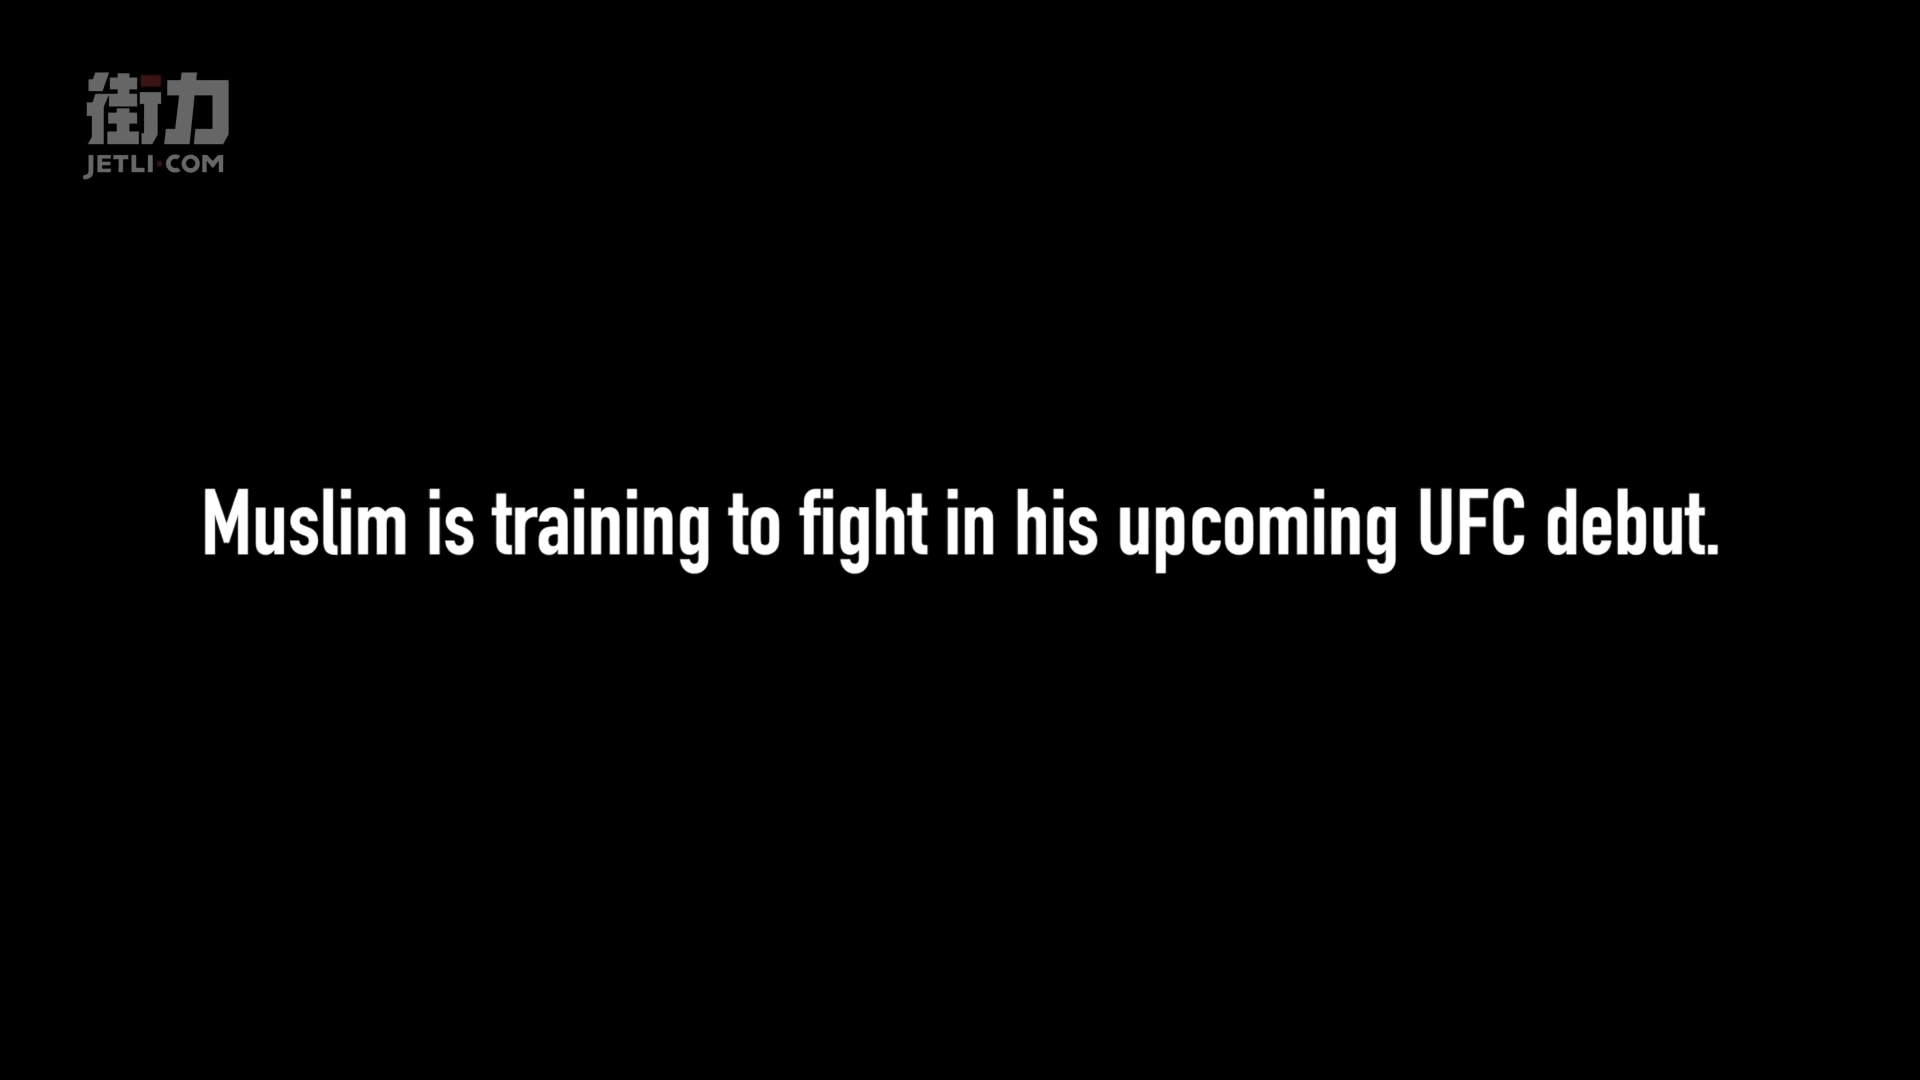 街力
JETLI·COM
Muslim is training to fight in his upcoming UFC debut.